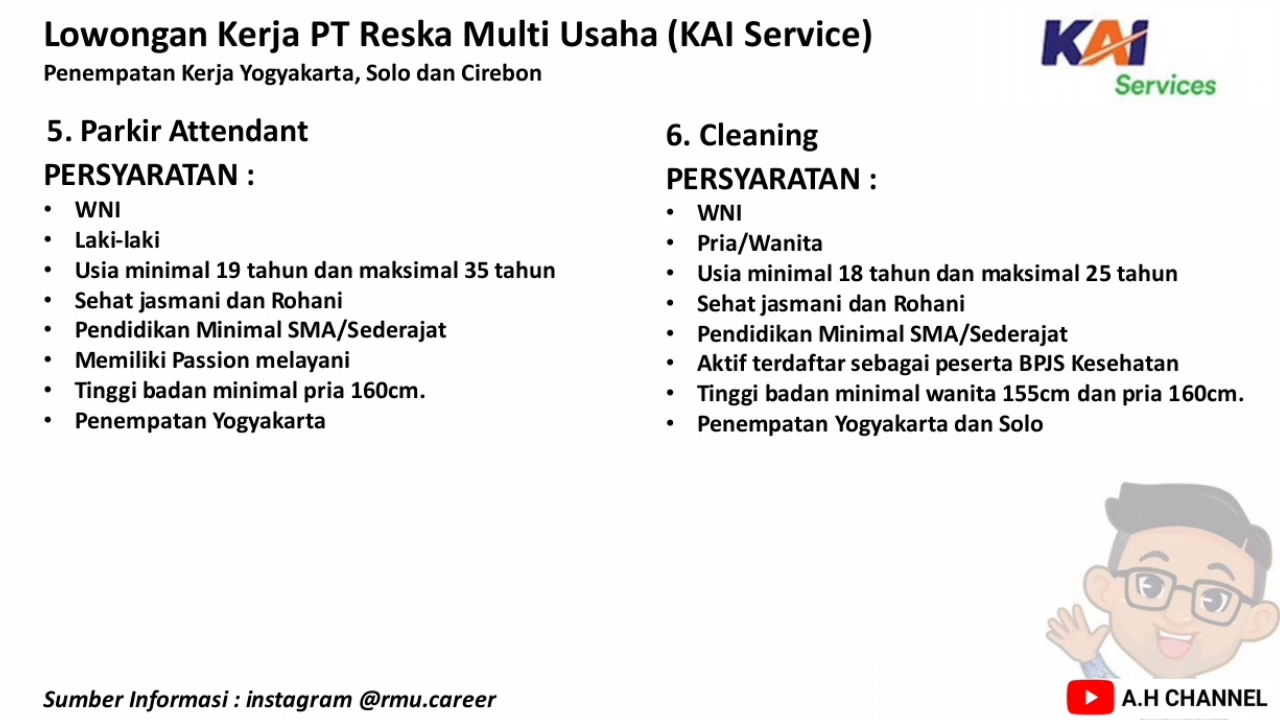 Lowongan Kerja PT Reska Multi Usaha (KAI Service)
Penempatan Kerja Yogyakarta, Solo dan Cirebon
KAI
Services
5. Parkir Attendant
PERSYARATAN :
• WNI
• Laki-laki
• Usia minimal 19 tahun dan maksimal 35 tahun
• Sehat jasmani dan Rohani
• Pendidikan Minimal SMA/Sederajat
• Memiliki Passion melayani
• Tinggi badan minimal pria 160cm.
• Penempatan Yogyakarta
6. Cleaning
PERSYARATAN :
• WNI
• Pria/Wanita
• Usia minimal 18 tahun dan maksimal 25 tahun
• Sehat jasmani dan Rohani
• Pendidikan Minimal SMA/Sederajat
• Aktif terdaftar sebagai peserta BPJS Kesehatan
• Tinggi badan minimal wanita 155cm dan pria 160cm.
• Penempatan Yogyakarta dan Solo
Sumber Informasi : instagram @rmu.career
A.H CHANNEL